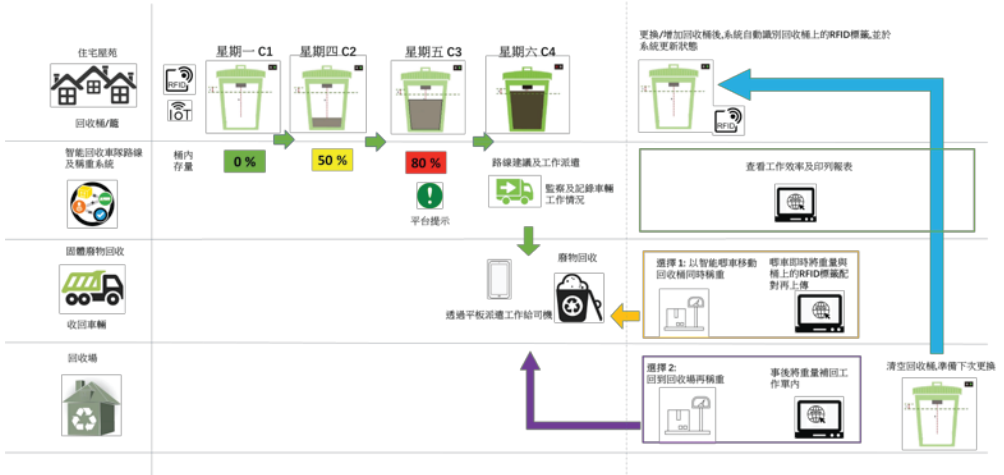 住宅屋苑
回收桶/籠
RFID
IoT
星期一 C1
星期四 C2
星期五 C3
星期六 C4
更換/增加回收桶後,系統自動識別回收桶上的RFID標籤,並於
系統更新狀態
RFID
智能回收車隊路線
及稱重系統
桶內
存量
0 %
50 %
80 %
平台提示
路線建議及工作派遣
監察及記錄車輛
工作情況
查看工作效率及印列報表
固體廢物回收
收回車輛
透過平板派遣工作給司機
廢物回收
選擇 1: 以智能唧車移動
回收桶同時稱重
唧車即時將重量與
桶上的RFID標籤配
對再上傳
回收場
選擇 2:
回到回收場再稱重
事後將重量補回工
作單內
清空回收桶,準備下次更換